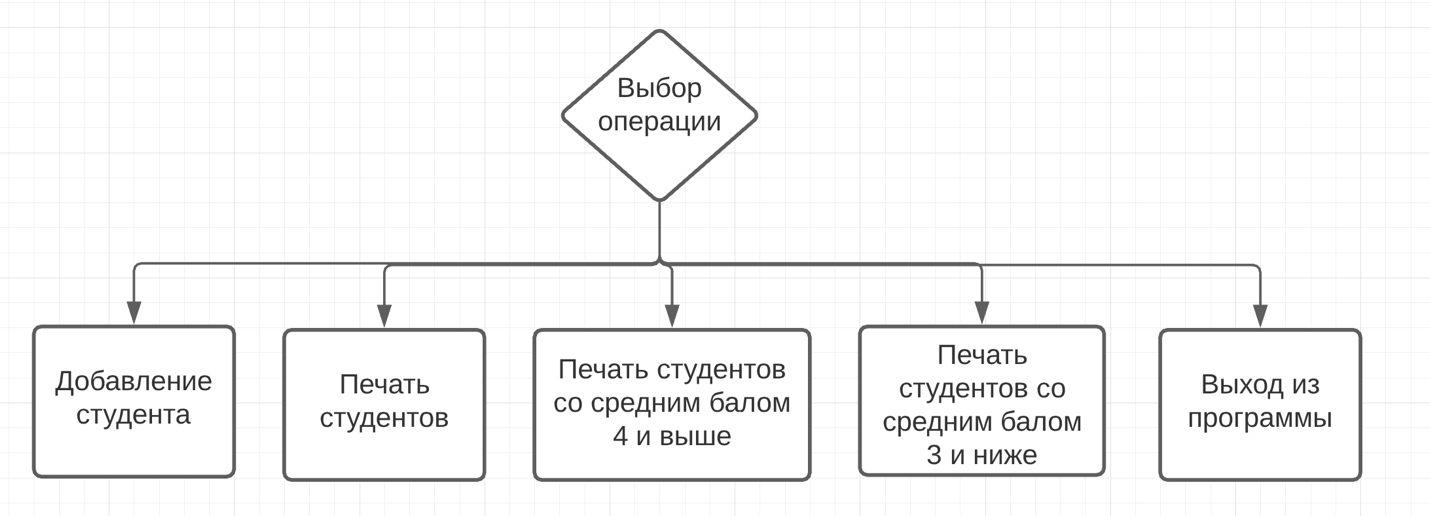 Выбор
операции
Добавление
студента
Печать
студентов
Печать студентов
со средним балом
4 и выше
Печать
студентов со
средним балом
3 и ниже
Выход из
программы